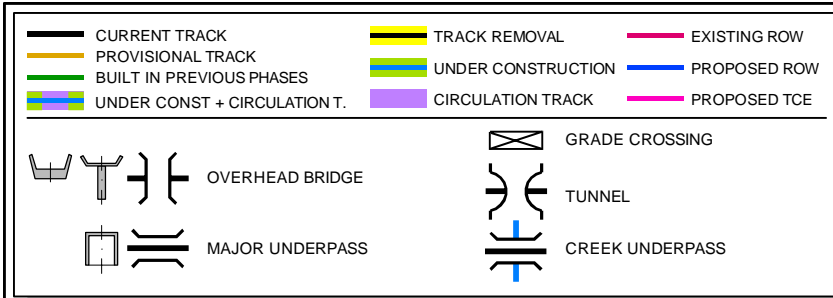 CURRENT TRACK
PROVISIONAL TRACK
BUILT IN PREVIOUS PHASES
UNDER CONST + CIRCULATION T.
TRACK REMOVAL
UNDER CONSTRUCTION
CIRCULATION TRACK
EXISTING ROW
PROPOSED ROW
PROPOSED TCE
OVERHEAD BRIDGE
MAJOR UNDERPASS
GRADE CROSSING
TUNNEL
CREEK UNDERPASS